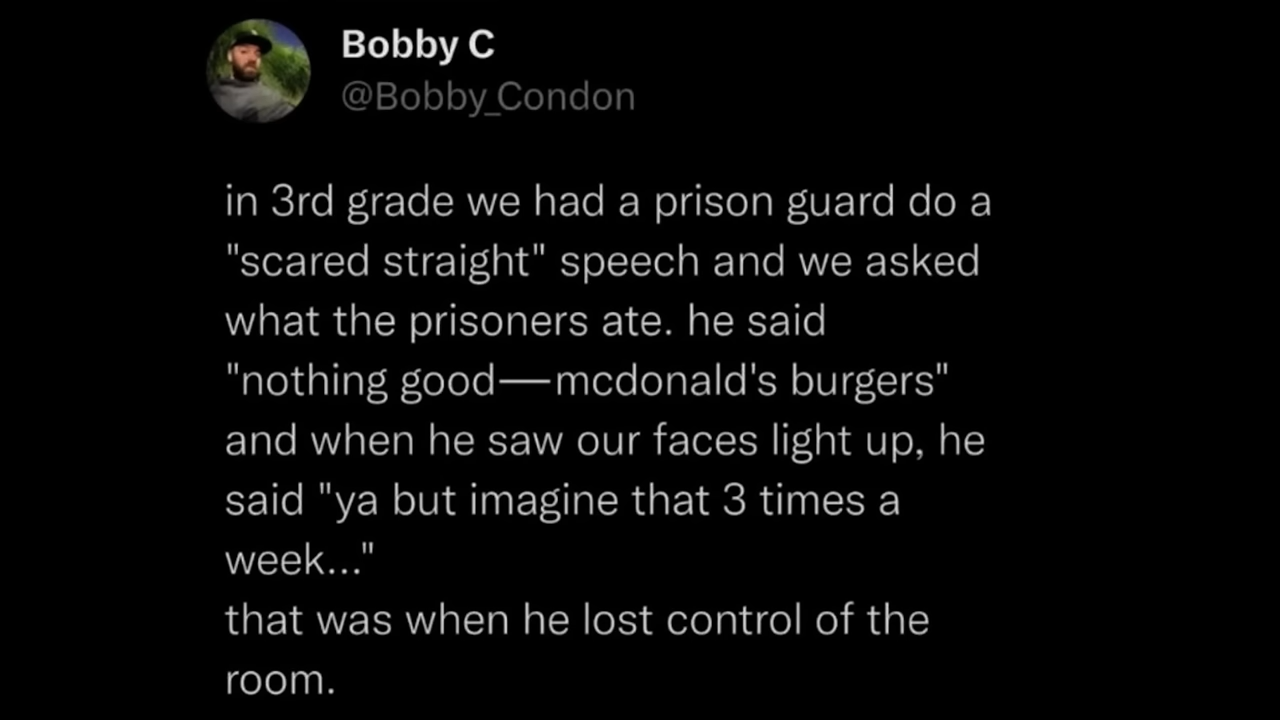 Bobby C
@Bobby_Condon
in 3rd grade we had a prison guard do a
"scared straight" speech and we asked
what the prisoners ate. he said
"nothing good—mcdonald's burgers"
and when he saw our faces light up, he
said "ya but imagine that 3 times a
week..."
that was when he lost control of the
room.